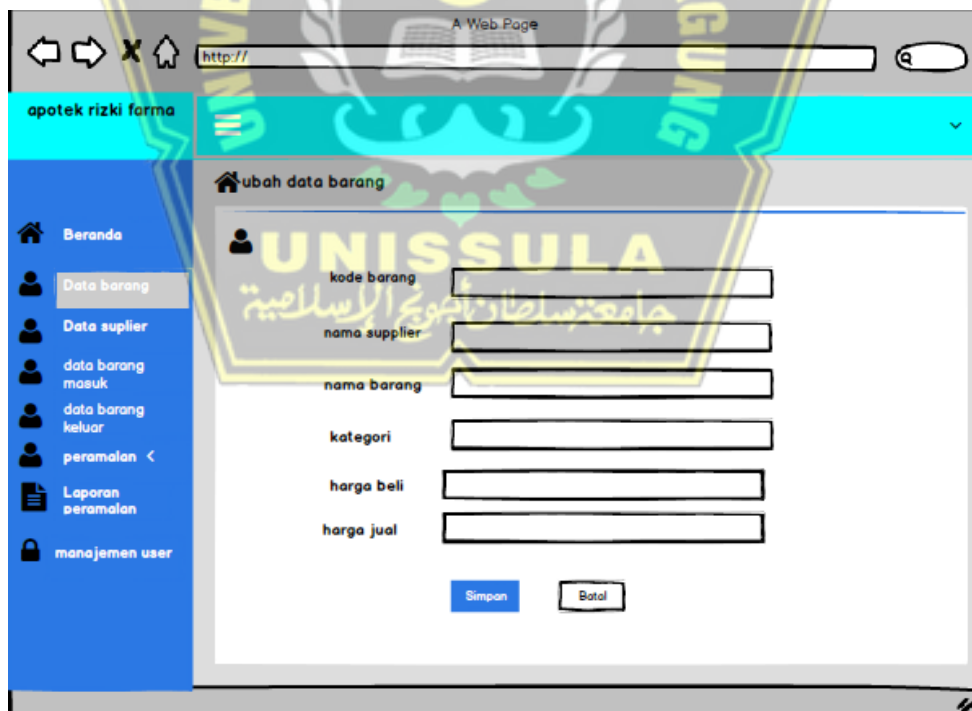 A Web Page
http://
apotek rizki farma
ubah data barang
Beranda
Data barang
Data suplier
data barang
masuk
data barang
keluar
peramalan <
Laporan
peramalan
manajemen user
kode barang
nama supplier
nama barang
kategori
harga beli
harga jual
Simpan
Batal
UNIVE
AGUNG
UNISSULA
جامعة سلطان أجونج الإسلامية